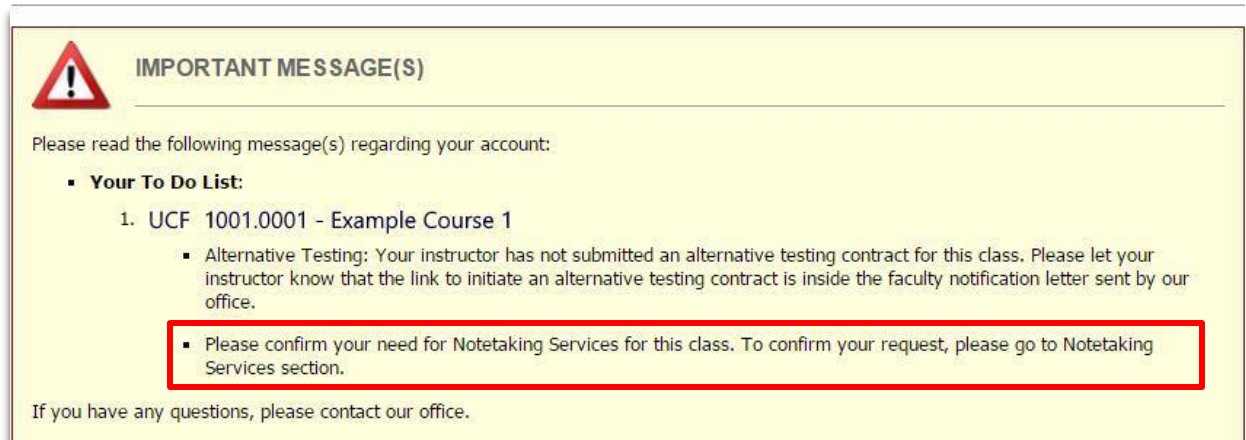 IMPORTANT MESSAGE(S)
Please read the following message(s) regarding your account:
▪ Your To Do List:
1. UCF 1001.0001 - Example Course 1
▪ Alternative Testing: Your instructor has not submitted an alternative testing contract for this class. Please let your
instructor know that the link to initiate an alternative testing contract is inside the faculty notification letter sent by our
office.
▪ Please confirm your need for Notetaking Services for this class. To confirm your request, please go to Notetaking
Services section.
If you have any questions, please contact our office.